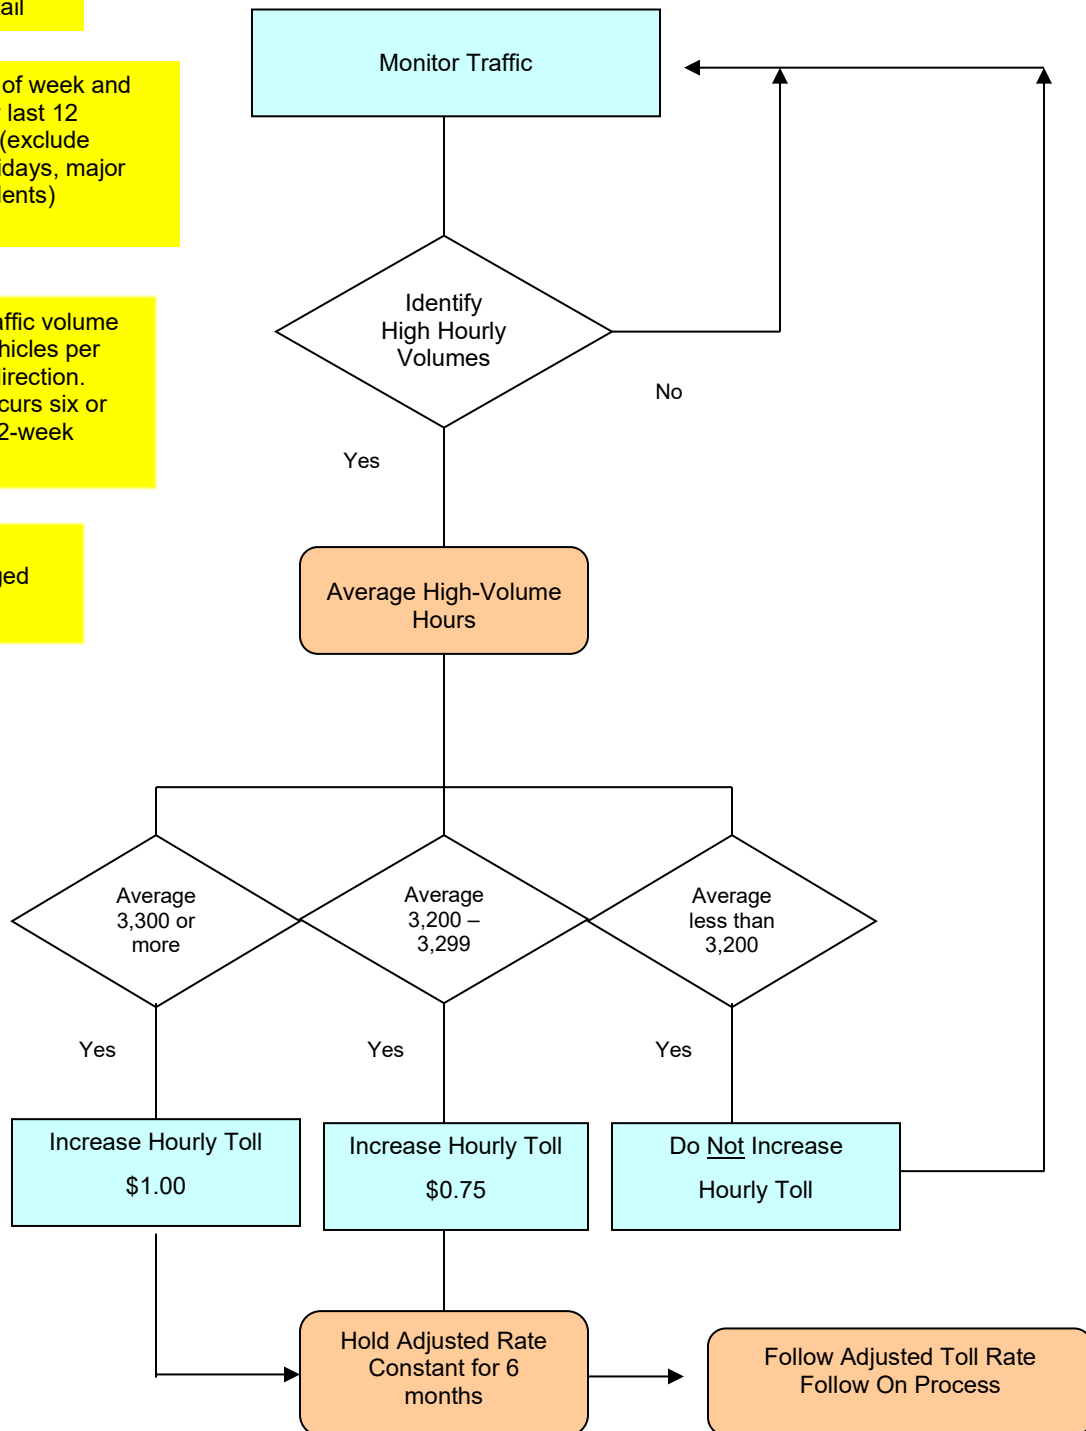 tail
Monitor Traffic
of week and
last 12
(exclude
idays, major
lents)
Identify
High Hourly
Volumes
affic volume
hicles per
direction.
curs six or
2-week
No
Yes
ged
Average High-Volume
Hours
Average
3,300 or
more
Average
3,200 –
3,299
Average
less than
3,200
Yes
Yes
Yes
Increase Hourly Toll
$1.00
Increase Hourly Toll
$0.75
Do Not Increase
Hourly Toll
Hold Adjusted Rate
Constant for 6
months
Follow Adjusted Toll Rate
Follow On Process